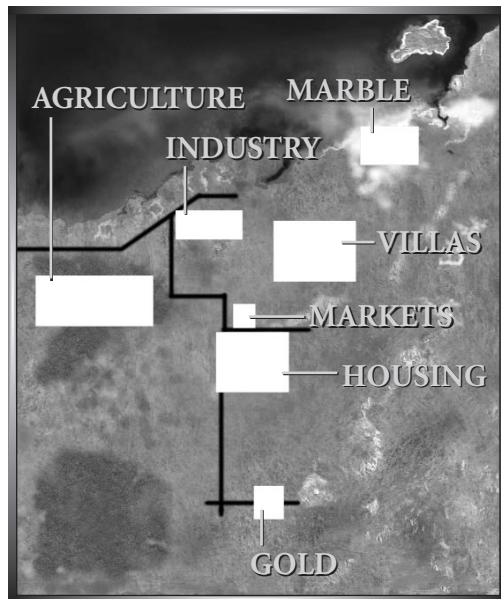 MARBLE
AGRICULTURE
INDUSTRY
VILLAS
MARKETS
HOUSING
GOLD